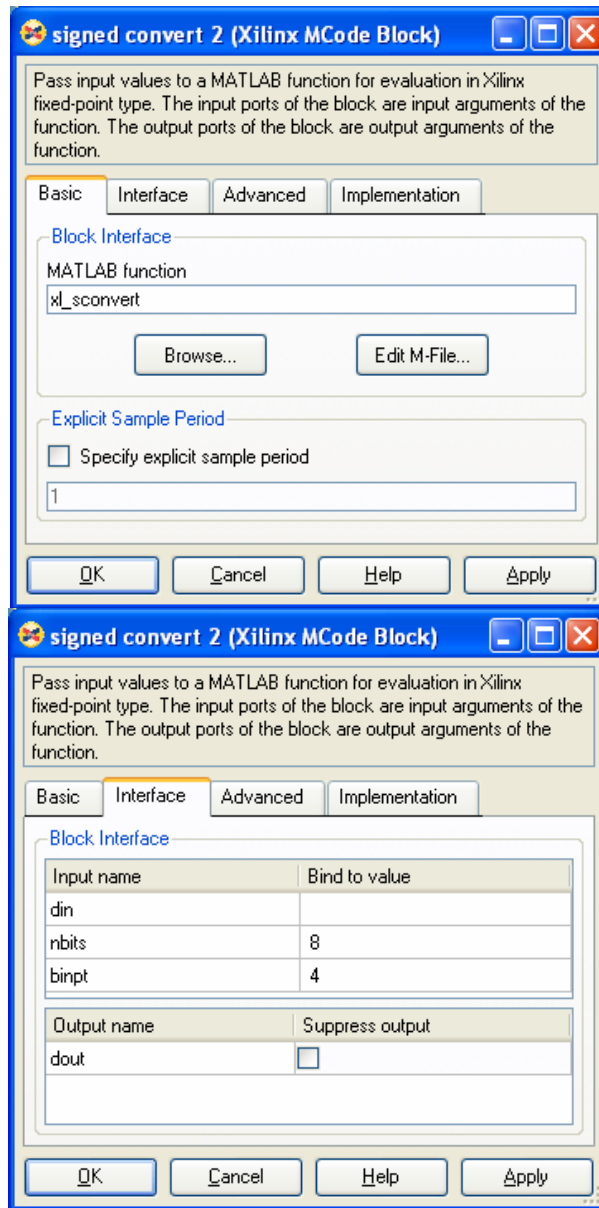 signed convert 2 (Xilinx MCode Block)
Pass input values to a MATLAB function for evaluation in Xilinx
fixed-point type. The input ports of the block are input arguments of the
function. The output ports of the block are output arguments of the
function.
Basic Interface Advanced Implementation
Block Interface
MATLAB function
xl_sconvert
Browse... Edit M-File...
Explicit Sample Period
Specify explicit sample period
1
OK Cancel Help Apply
signed convert 2 (Xilinx MCode Block)
Pass input values to a MATLAB function for evaluation in Xilinx
fixed-point type. The input ports of the block are input arguments of the
function. The output ports of the block are output arguments of the
function.
Basic Interface Advanced Implementation
Block Interface
Input name Bind to value
din
nbits 8
binpt 4
Output name Suppress output
dout
OK Cancel Help Apply